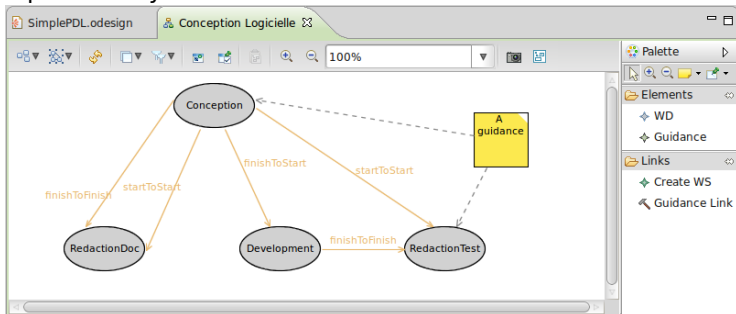 SimplePDL.odesign
Conception Logicielle
100%
Palette
Elements
WD
Guidance
Links
Create WS
Guidance Link
Conception
A
guidance
finishToStart
startToStart
startToStart
finishToFinish
RedactionDoc
Development
finishToFinish
RedactionTest